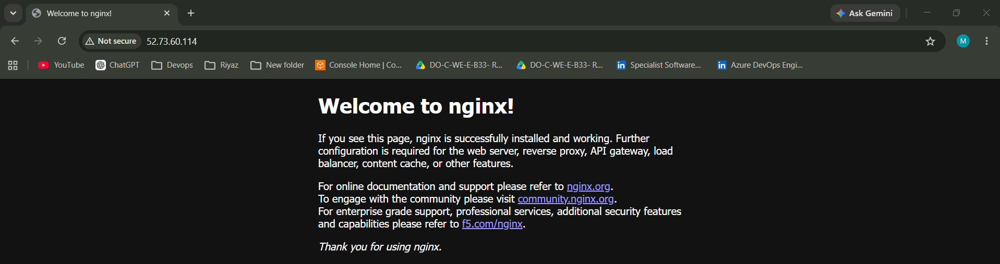 Welcome to nginx!
Ask Gemini
Not secure 52.73.60.114
M
YouTube ChatGPT Devops Riyaz New folder Console Home | Co... DO-C-WE-E-B33- R... DO-C-WE-E-B33- R... in Specialist Software... in Azure DevOps Engi...
Welcome to nginx!
If you see this page, nginx is successfully installed and working. Further
configuration is required for the web server, reverse proxy, API gateway, load
balancer, content cache, or other features.
For online documentation and support please refer to nginx.org.
To engage with the community please visit community.nginx.org.
For enterprise grade support, professional services, additional security features
and capabilities please refer to f5.com/nginx.
Thank you for using nginx.